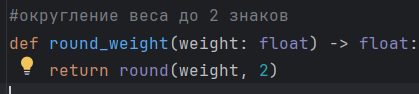 #округление веса до 2 знаков
def round_weight(weight: float) -> float:
return round(weight, 2)